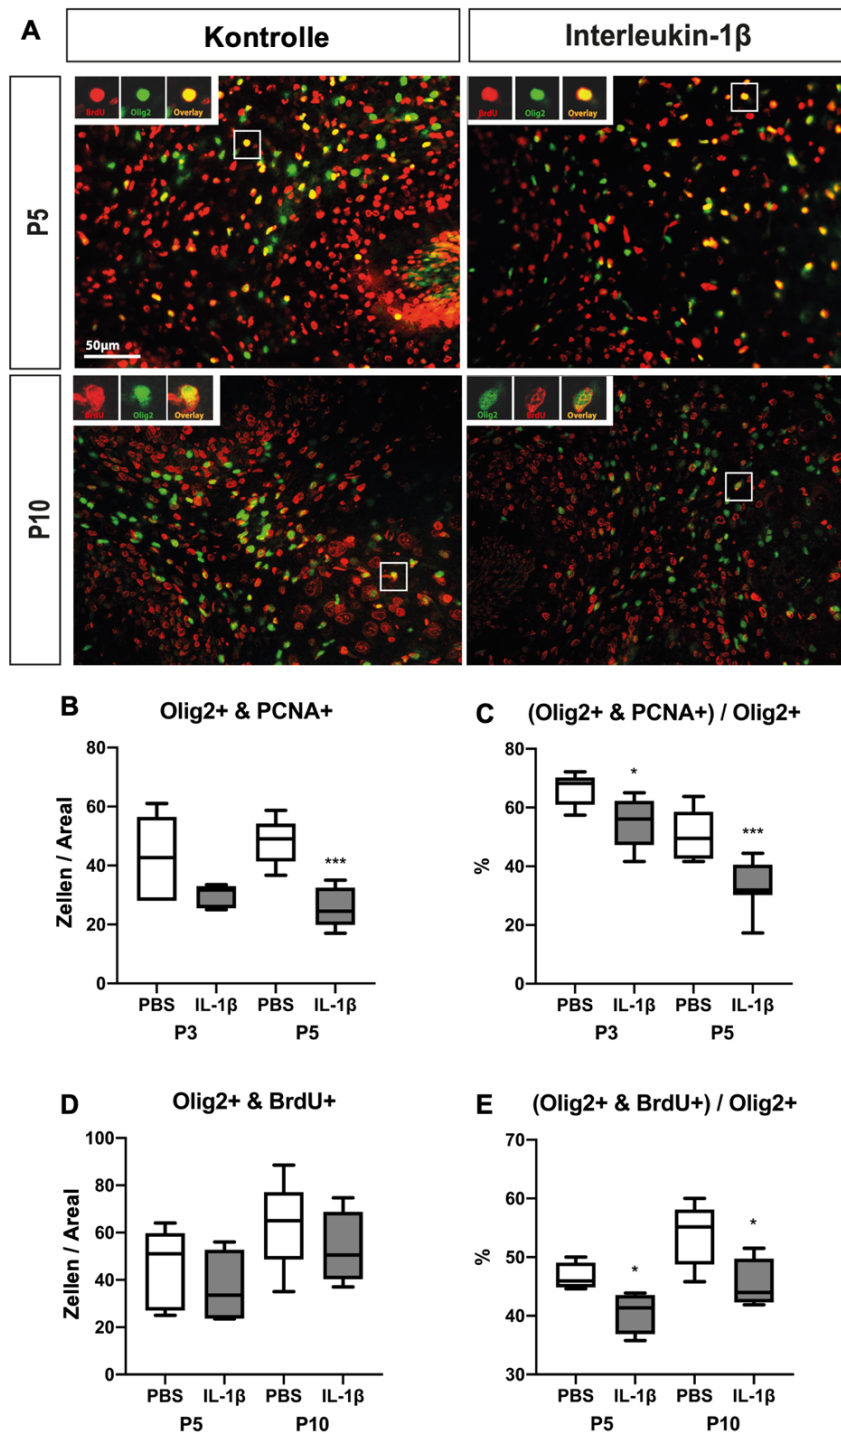 A
Kontrolle
Interleukin-1β
P5
BrdU Olig2 Overlay
BrdU Olig2 Overlay
50µm
P10
BrdU Olig2 Overlay
Olig2 BrdU Overlay
B
Olig2+ & PCNA+
Zellen / Areal
80
60
40
20
0
***
PBS IL-1β PBS IL-1β
P3 P5
C
(Olig2+ & PCNA+) / Olig2+
%
80
60
40
20
0
*
***
PBS IL-1β PBS IL-1β
P3 P5
D
Olig2+ & BrdU+
Zellen / Areal
100
80
60
40
20
0
PBS IL-1β PBS IL-1β
P5 P10
E
(Olig2+ & BrdU+) / Olig2+
%
70
60
50
40
30
*
*
PBS IL-1β PBS IL-1β
P5 P10